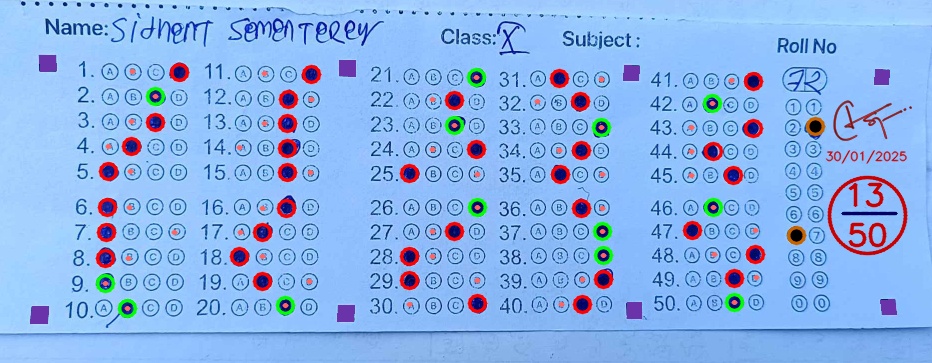 Name: Sidhent Sementerey Class: X Subject: Roll No
72
30/01/2025
13
50
1. A B C D 11. A B C D 21. A B C D 31. A B C D 41. A B C D
2. A B C D 12. A B C D 22. A B C D 32. A B C D 42. A B C D
3. A B C D 13. A B C D 23. A B C D 33. A B C D 43. A B C D
4. A B C D 14. A B C D 24. A B C D 34. A B C D 44. A B C D
5. A B C D 15. A B C D 25. A B C D 35. A B C D 45. A B C D
6. A B C D 16. A B C D 26. A B C D 36. A B C D 46. A B C D
7. A B C D 17. A B C D 27. A B C D 37. A B C D 47. A B C D
8. A B C D 18. A B C D 28. A B C D 38. A B C D 48. A B C D
9. A B C D 19. A B C D 29. A B C D 39. A B C D 49. A B C D
10. A B C D 20. A B C D 30. A B C D 40. A B C D 50. A B C D
1 1
2
3 3
4 4
5 5
6 6
7
8 8
9 9
0 0